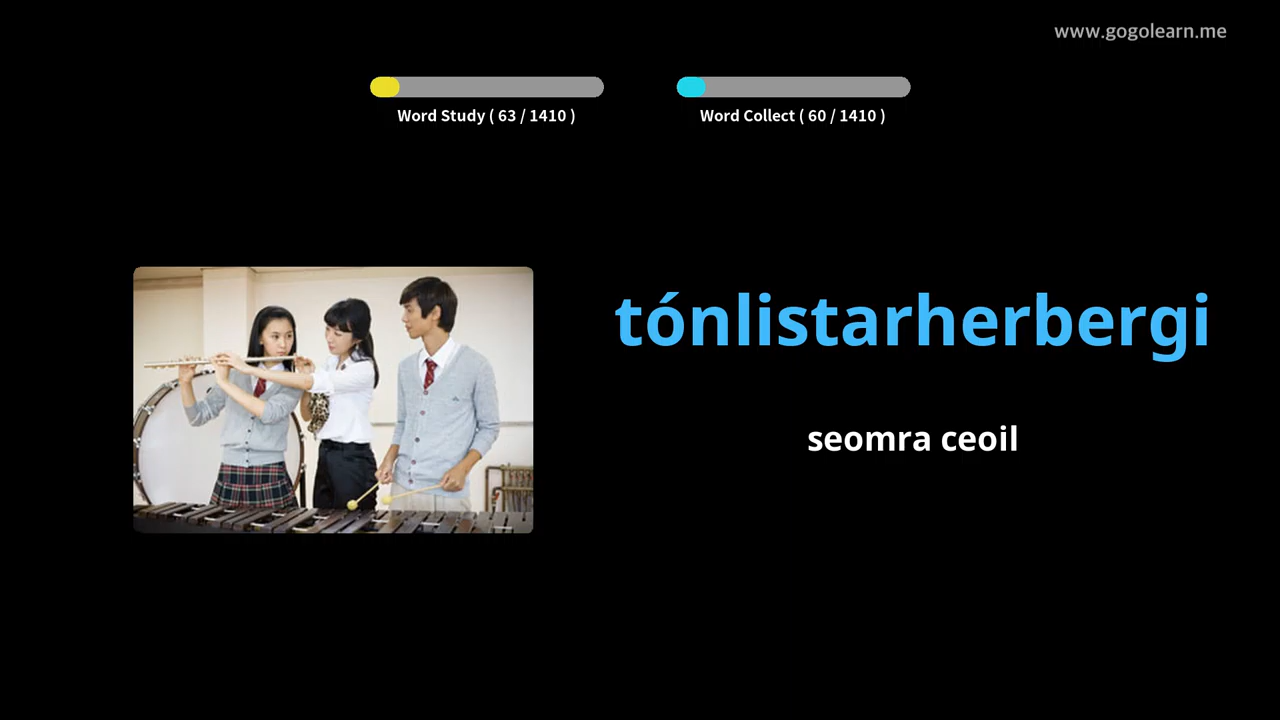 www.gogolearn.me
Word Study ( 63 / 1410 )
Word Collect ( 60 / 1410 )
tónlistarherbergi
seomra ceoil